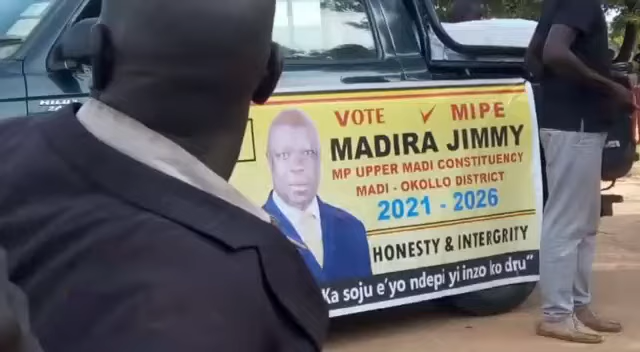 VOTE ✓ MIPE
MADIRA JIMMY
MP UPPER MADI CONSTITUENCY
MADI - OKOLLO DISTRICT
2021 - 2026
HONESTY & INTERGRITY
Ka soju e'yo ndepi yi inzo ko dru"
HILUX